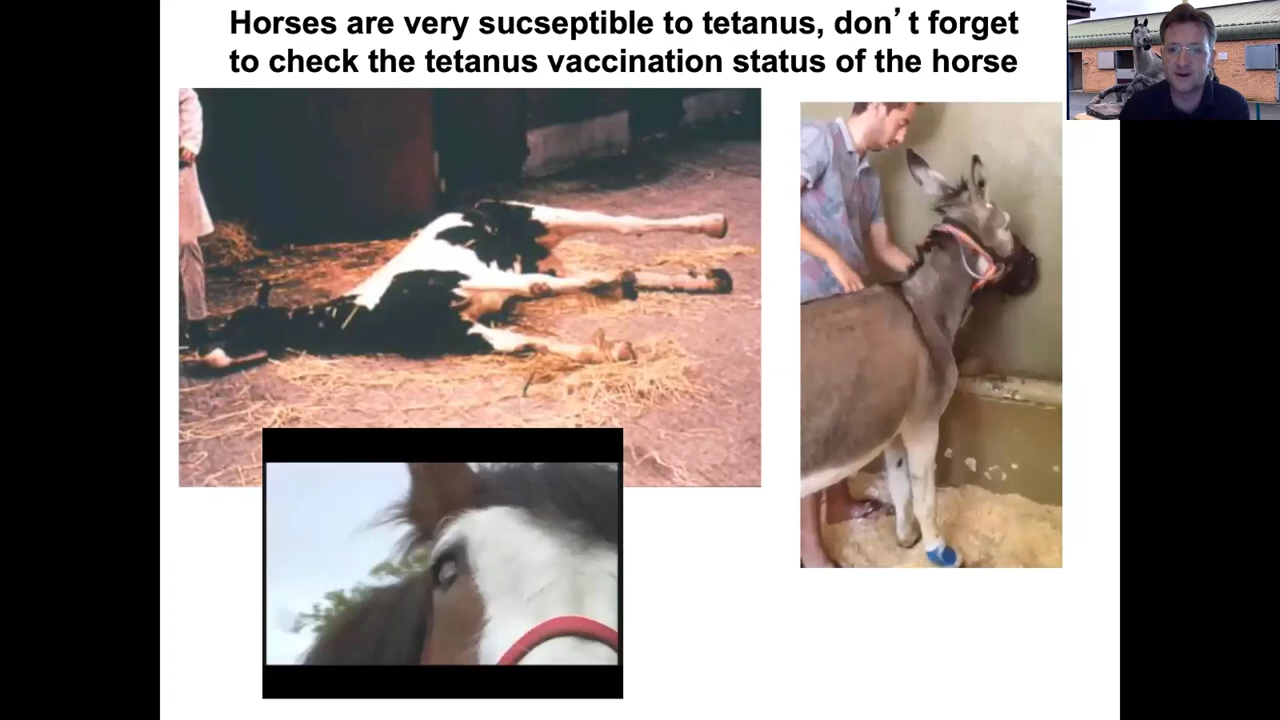 Horses are very sucseptible to tetanus, don’t forget
to check the tetanus vaccination status of the horse